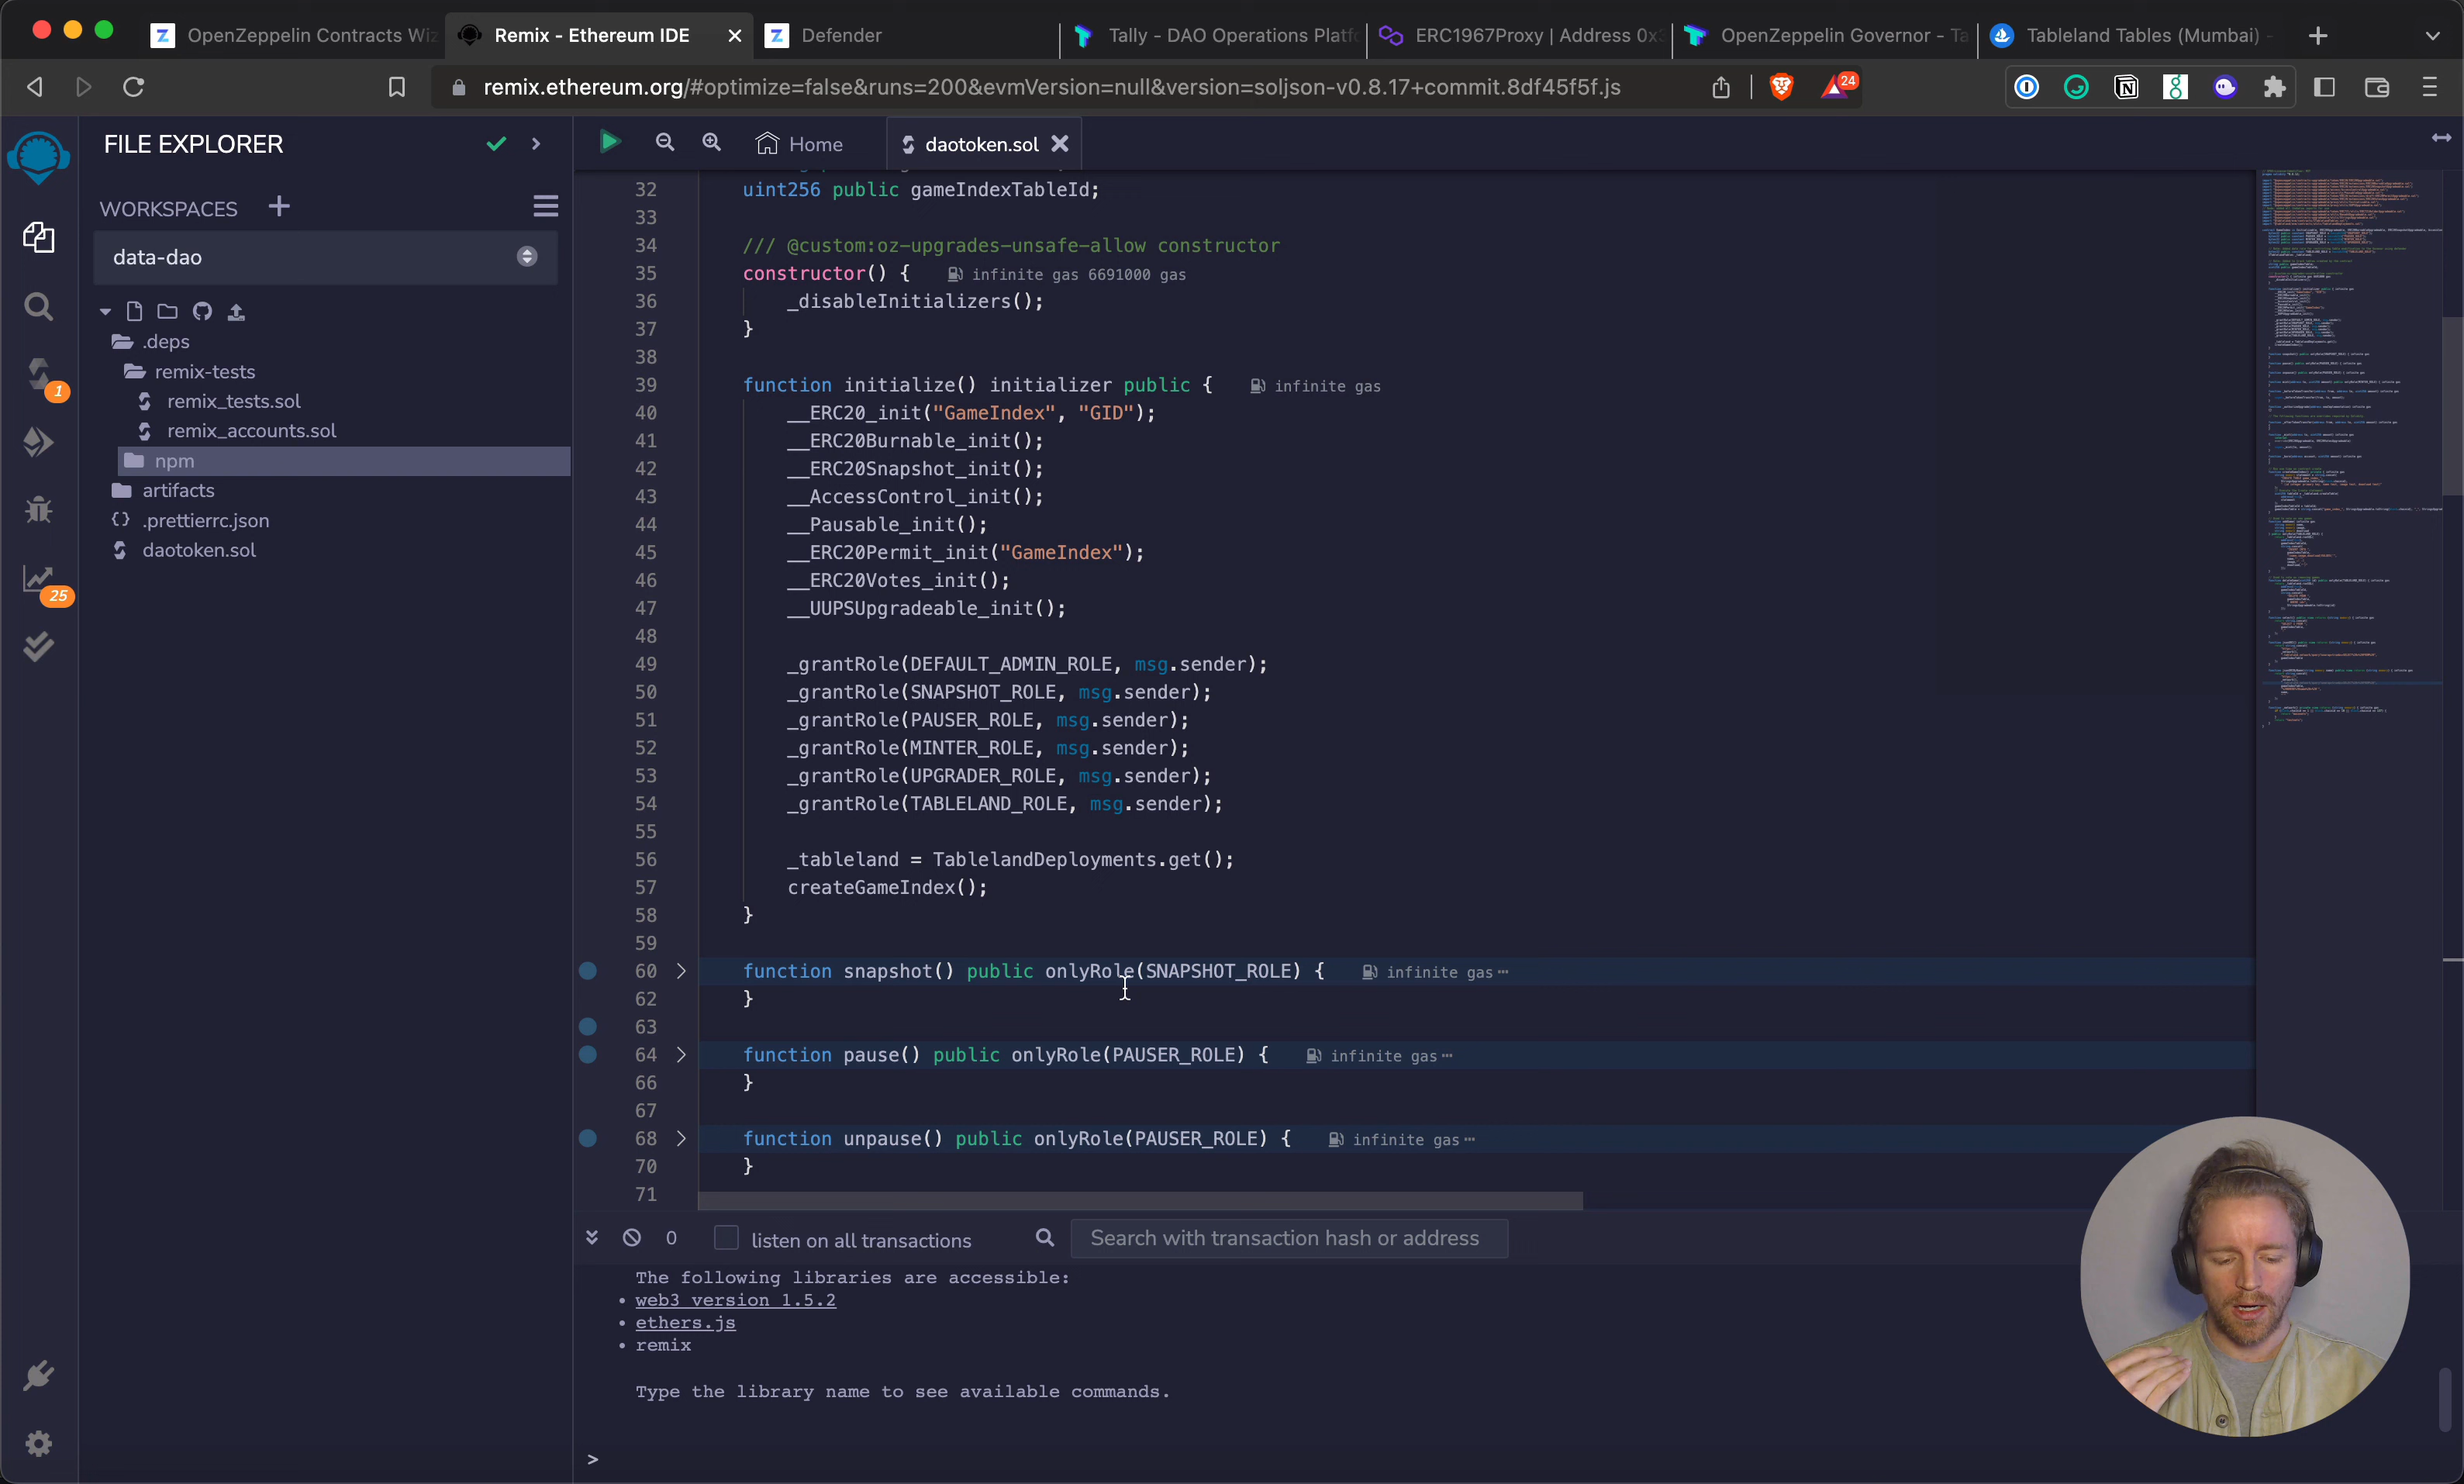 OpenZeppelin Contracts Wiz
Remix - Ethereum IDE
Defender
Tally - DAO Operations Platfo
ERC1967Proxy | Address 0x3
OpenZeppelin Governor - Ta
Tableland Tables (Mumbai) -
remix.ethereum.org/#optimize=false&runs=200&evmVersion=null&version=soljson-v0.8.17+commit.8df45f5f.js
24
FILE EXPLORER
Home
daotoken.sol
WORKSPACES
data-dao
.deps
remix-tests
remix_tests.sol
remix_accounts.sol
npm
artifacts
.prettierrc.json
daotoken.sol
1
25
32 uint256 public gameIndexTableId;
33
34 /// @custom:oz-upgrades-unsafe-allow constructor
35 constructor() { infinite gas 6691000 gas
36 _disableInitializers();
37 }
38
39 function initialize() initializer public { infinite gas
40 __ERC20_init("GameIndex", "GID");
41 __ERC20Burnable_init();
42 __ERC20Snapshot_init();
43 __AccessControl_init();
44 __Pausable_init();
45 __ERC20Permit_init("GameIndex");
46 __ERC20Votes_init();
47 __UUPSUpgradeable_init();
48
49 _grantRole(DEFAULT_ADMIN_ROLE, msg.sender);
50 _grantRole(SNAPSHOT_ROLE, msg.sender);
51 _grantRole(PAUSER_ROLE, msg.sender);
52 _grantRole(MINTER_ROLE, msg.sender);
53 _grantRole(UPGRADER_ROLE, msg.sender);
54 _grantRole(TABLELAND_ROLE, msg.sender);
55
56 _tableland = TablelandDeployments.get();
57 createGameIndex();
58 }
59
60 function snapshot() public onlyRole(SNAPSHOT_ROLE) { infinite gas ···
62 }
63
64 function pause() public onlyRole(PAUSER_ROLE) { infinite gas ···
66 }
67
68 function unpause() public onlyRole(PAUSER_ROLE) { infinite gas ···
70 }
71
0 listen on all transactions
Search with transaction hash or address
The following libraries are accessible:
• web3 version 1.5.2
• ethers.js
• remix
Type the library name to see available commands.
>